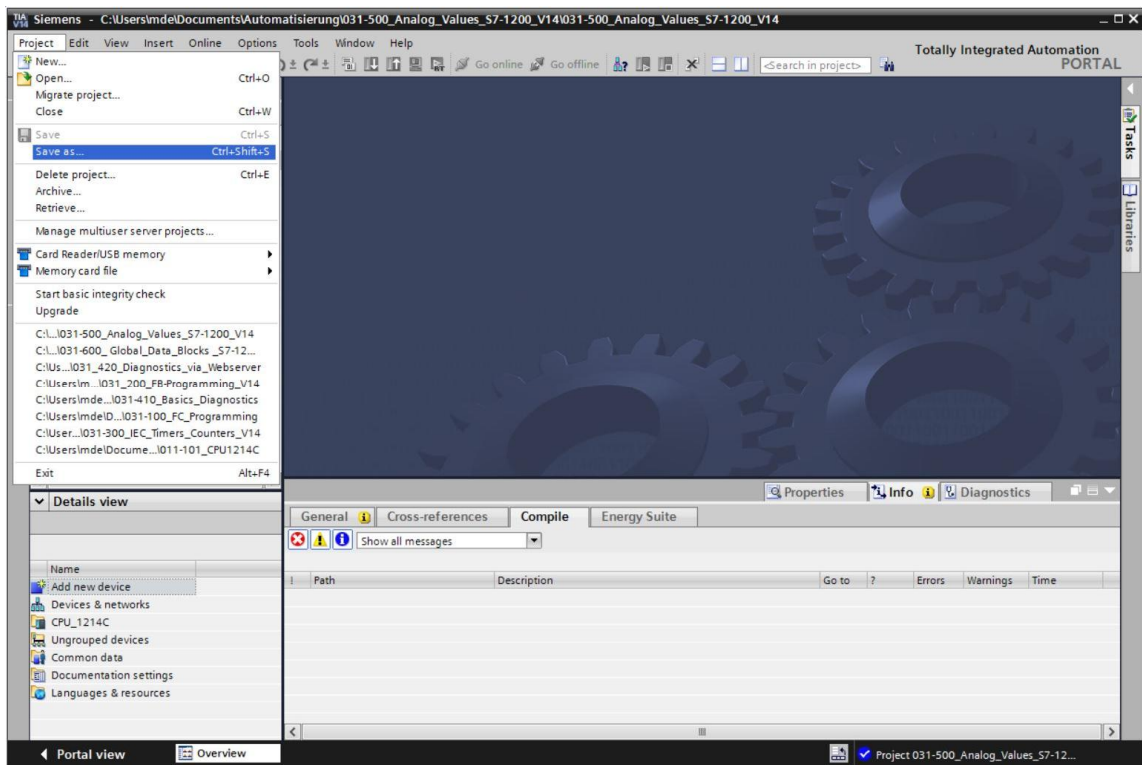 TIA V14 Siemens - C:\Users\mde\Documents\Automatisierung\031-500_Analog_Values_S7-1200_V14\031-500_Analog_Values_S7-1200_V14
Project Edit View Insert Online Options Tools Window Help
Totally Integrated Automation
PORTAL
Go online Go offline <Search in project>
New...
Open... Ctrl+O
Migrate project...
Close Ctrl+W
Save Ctrl+S
Save as... Ctrl+Shift+S
Delete project... Ctrl+E
Archive...
Retrieve...
Manage multiuser server projects...
Card Reader/USB memory
Memory card file
Start basic integrity check
Upgrade
C:\...\031-500_Analog_Values_S7-1200_V14
C:\...\031-600_ Global_Data_Blocks _S7-12...
C:\Us...\031_420_Diagnostics_via_Webserver
C:\Users\m...\031_200_FB-Programming_V14
C:\Users\mde...\031-410_Basics_Diagnostics
C:\Users\mde\D...\031-100_FC_Programming
C:\User...\031-300_IEC_Timers_Counters_V14
C:\Users\mde\Docume...\011-101_CPU1214C
Exit Alt+F4
Tasks
Libraries
Properties Info Diagnostics
Details view
General Cross-references Compile Energy Suite
Show all messages
Name
! Path Description Go to ? Errors Warnings Time
Add new device
Devices & networks
CPU_1214C
Ungrouped devices
Common data
Documentation settings
Languages & resources
Portal view Overview Project 031-500_Analog_Values_S7-12...